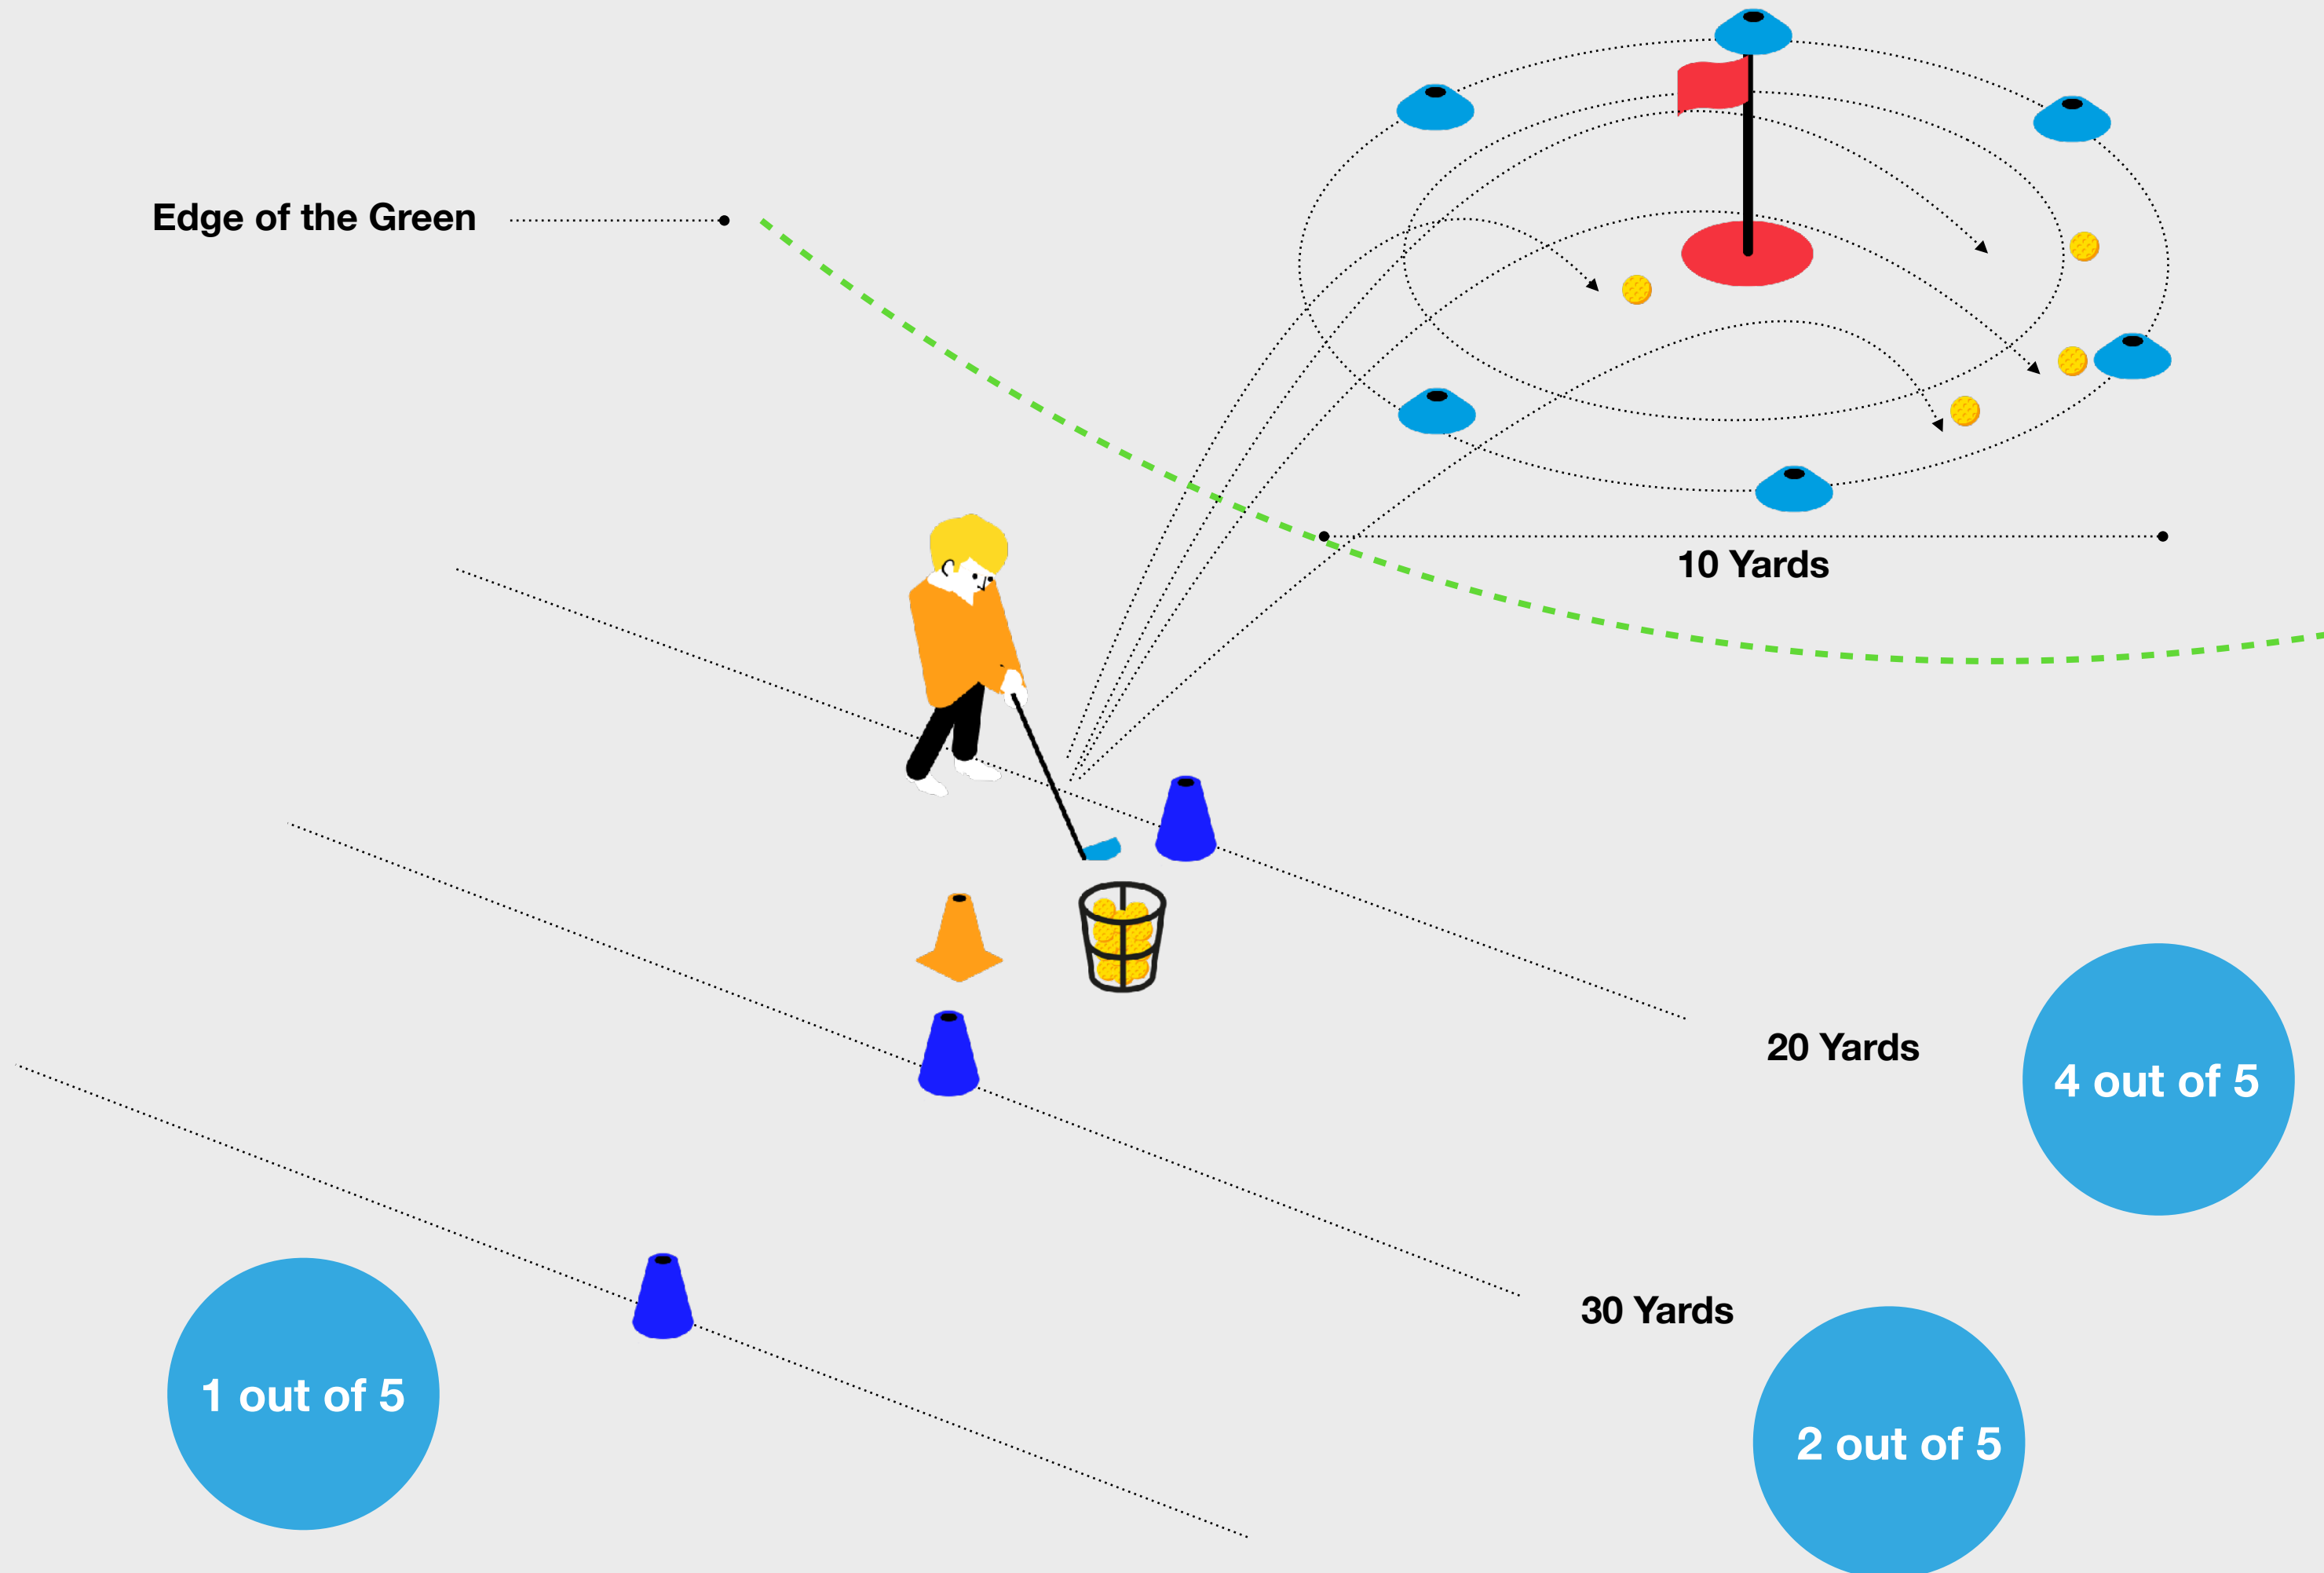 Edge of the Green
10 Yards
20 Yards
4 out of 5
30 Yards
1 out of 5
2 out of 5